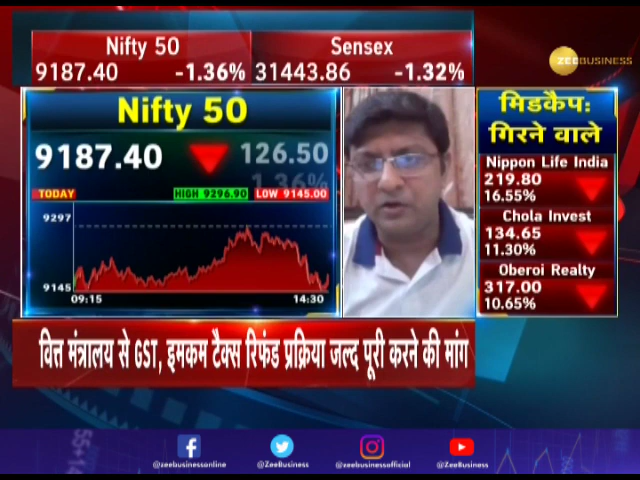 Nifty 50
Sensex
9187.40 -1.36%
31443.86 -1.32%
ZEEBUSINESS
Nifty 50
9187.40 126.50
1.36%
TODAY HIGH 9296.90 LOW 9145.00
9297
9145
09:15 14:30
मिडकैप:
गिरने वाले
Nippon Life India
219.80
16.55%
Chola Invest
134.65
11.30%
Oberoi Realty
317.00
10.65%
वित्त मंत्रालय से GST, इमकम टैक्स रिफंड प्रक्रिया जल्द पूरी करने की मांग
@zeebusinessonline
@ZeeBusiness
@zeebusinessofficial
@ZeeBusiness